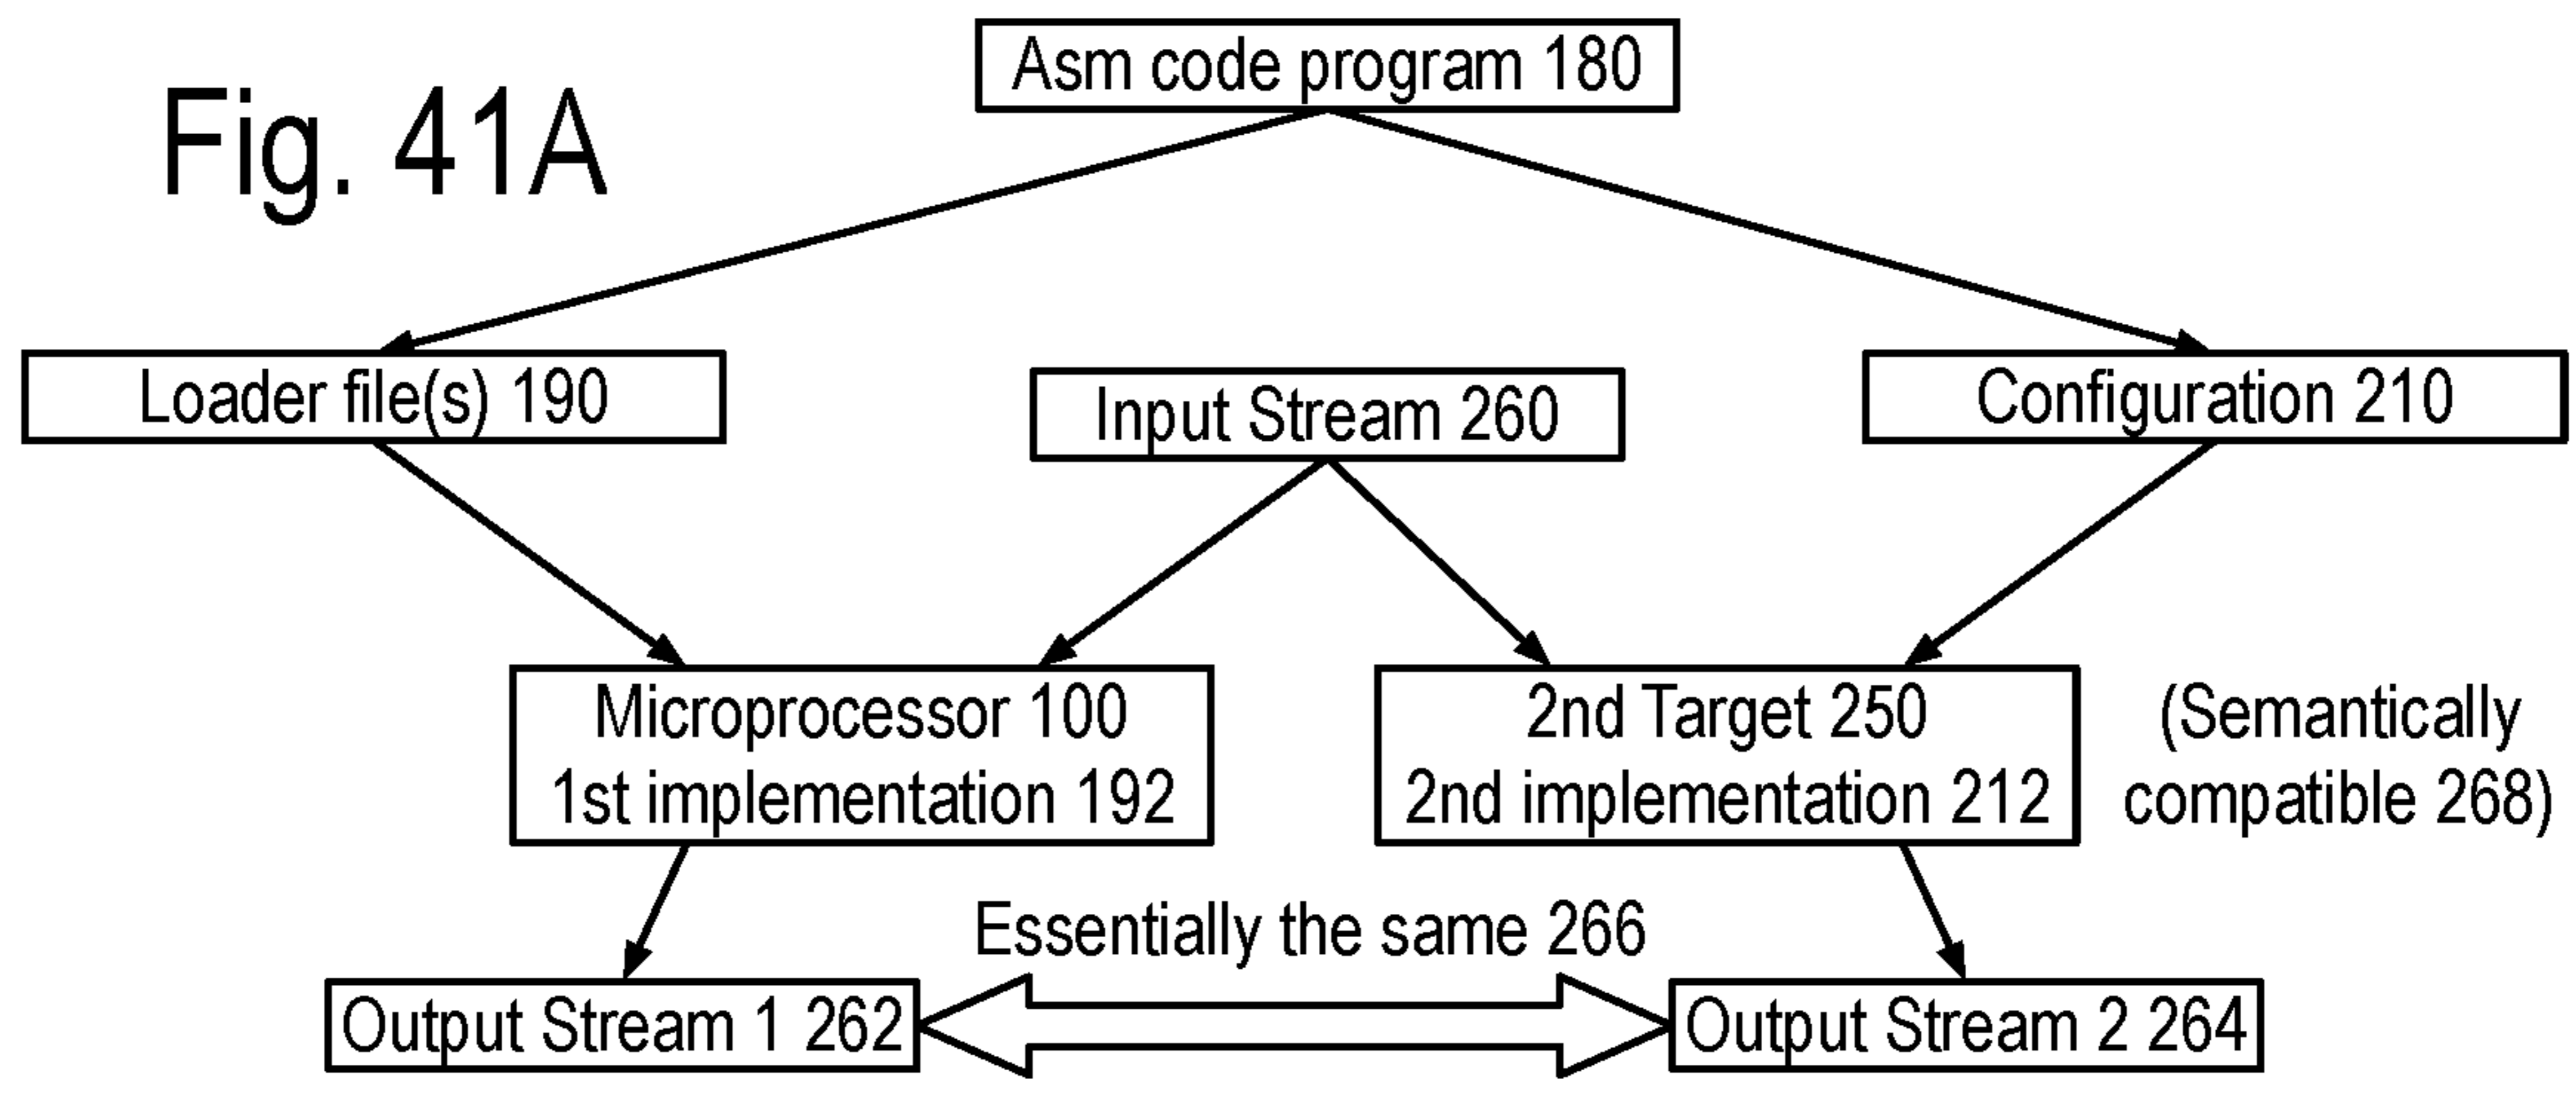 Asm code program 180
Fig. 41A
Loader file(s) 190
Input Stream 260
Configuration 210
Microprocessor 100
1st implementation 192
2nd Target 250
2nd implementation 212
(Semantically
compatible 268)
Essentially the same 266
Output Stream 1 262
Output Stream 2 264